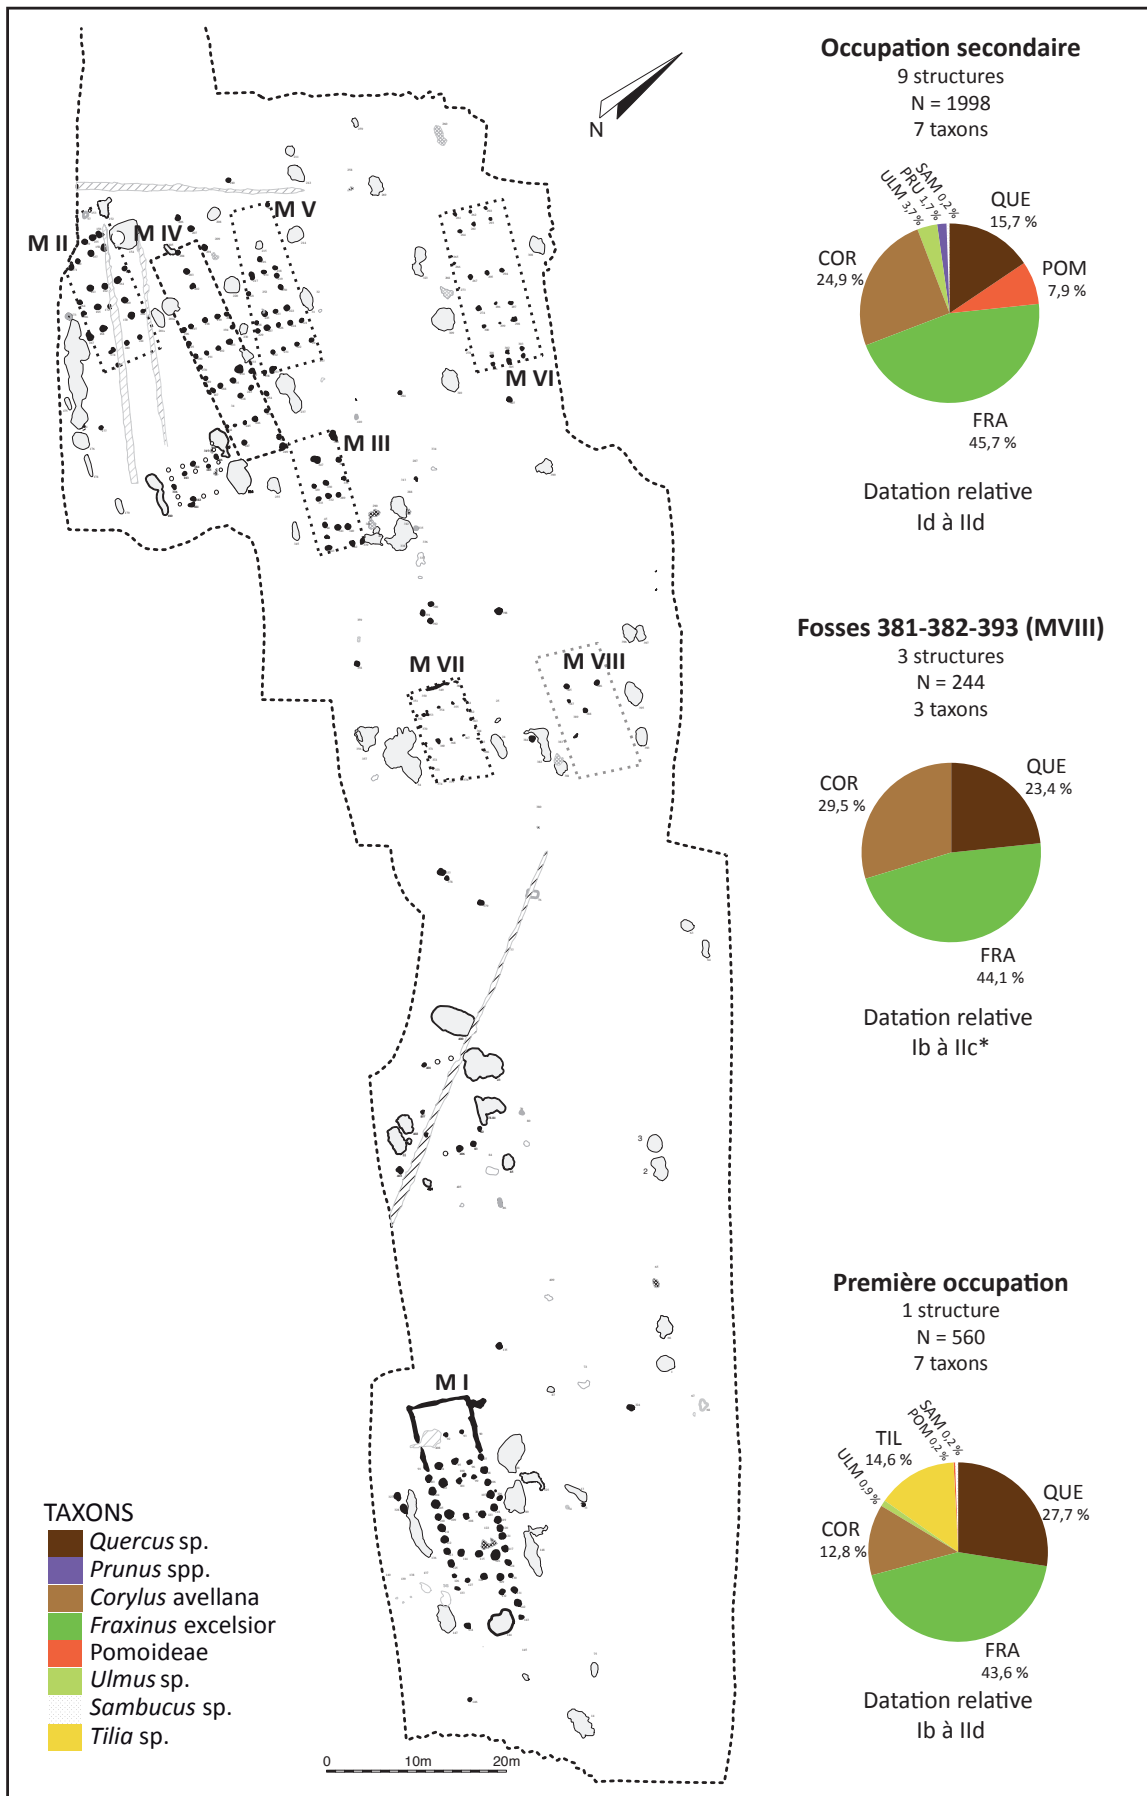 Occupation secondaire
9 structures
N = 1998
7 taxons
SAM 0,2 %
PRU 1,7 %
ULM 3,7 %
QUE
15,7 %
COR
24,9 %
POM
7,9 %
FRA
45,7 %
Datation relative
Id à IId
N
M II
M IV
M V
M VI
M III
M VII
M VIII
Fosses 381-382-393 (MVIII)
3 structures
N = 244
3 taxons
COR
29,5 %
QUE
23,4 %
FRA
44,1 %
Datation relative
Ib à IIc*
3
2
M I
Première occupation
1 structure
N = 560
7 taxons
SAM 0,2 %
POM 0,2 %
TIL
14,6 %
ULM 0,9 %
QUE
27,7 %
COR
12,8 %
FRA
43,6 %
Datation relative
Ib à IId
TAXONS
Quercus sp.
Prunus spp.
Corylus avellana
Fraxinus excelsior
Pomoideae
Ulmus sp.
Sambucus sp.
Tilia sp.
0 10m 20m